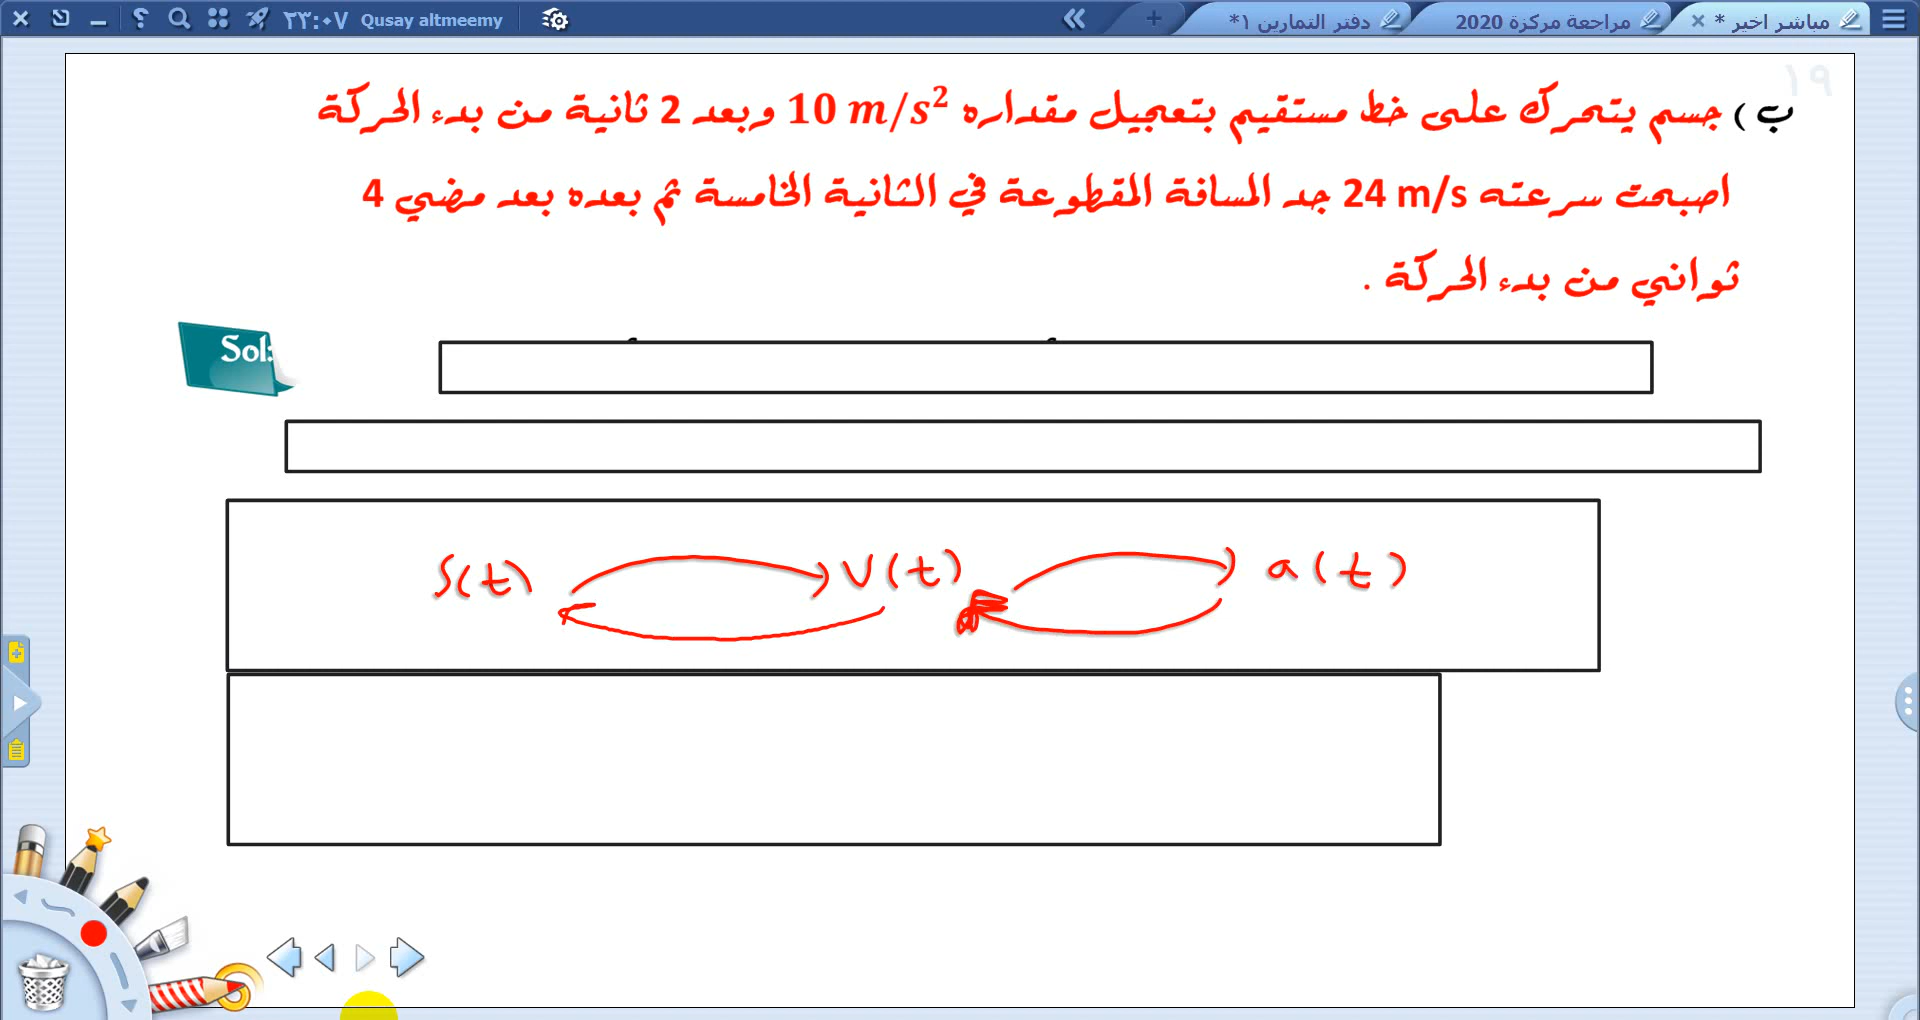 ٢٣:٠٧ Qusay altmeemy
دفتر التمارين ١*
مراجعة مركزة 2020
مباشر اخير *
١٩
ب ) جسم يتحرك على خط مستقيم بتعجيل مقداره 10 m/s² وبعد 2 ثانية من بدء الحركة
اصبحت سرعته 24 m/s جد المسافة المقطوعة في الثانية الخامسة ثم بعده بعد مضي 4
ثواني من بدء الحركة .
Sol:
S(t) V(t) a(t)